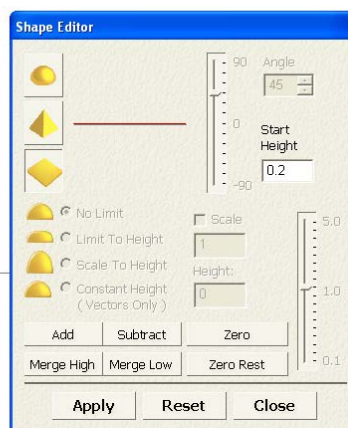 Shape Editor
90
Angle
45
0
Start
Height
0.2
-90
No Limit
Scale
5.0
Limit To Height
1
Scale To Height
Height:
1.0
Constant Height
( Vectors Only )
0
Add
Subtract
Zero
Merge High
Merge Low
Zero Rest
0.1
Apply
Reset
Close